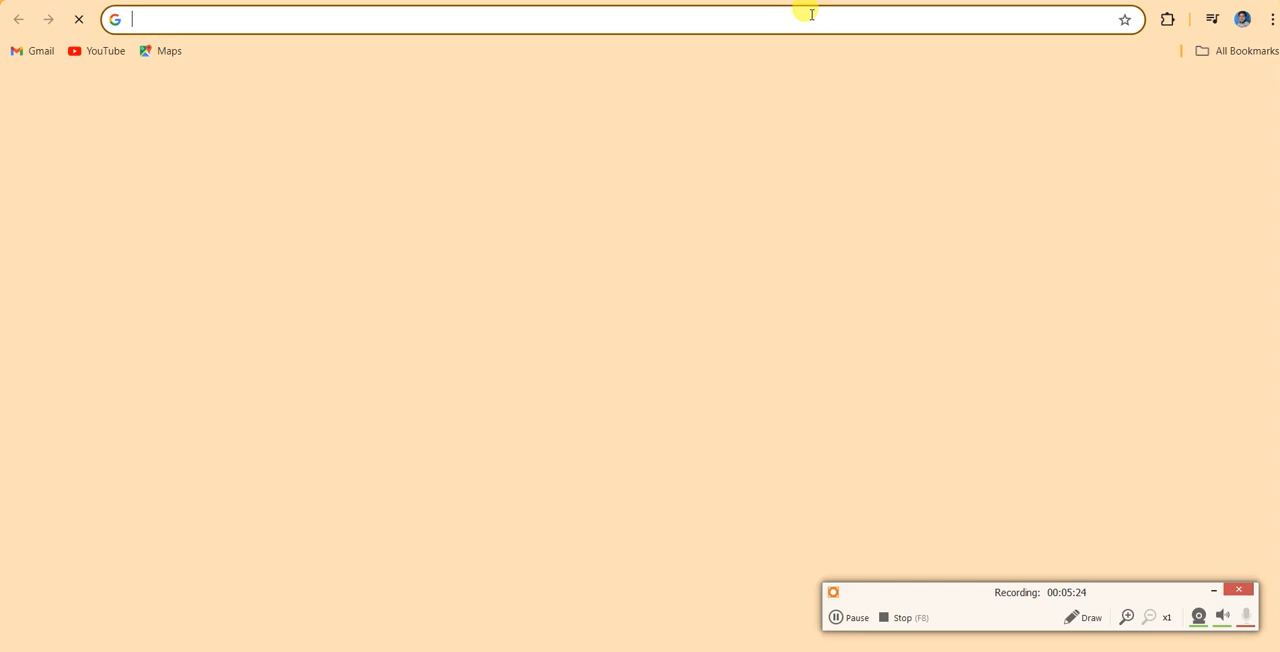 Gmail YouTube Maps All Bookmarks
Recording: 00:05:24
Pause Stop (F8) Draw x1